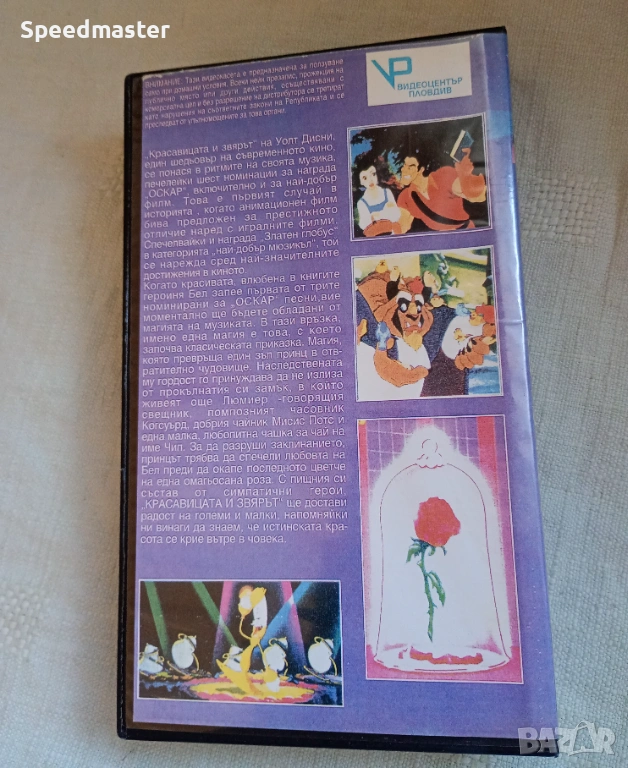 Speedmaster
VP
ВИДЕОЦЕНТЪР
ПЛОВДИВ
ВНИМАНИЕ: Тази видеокасета е предназначена за ползуване
само при домашни условия. Всеки неин презапис, прожекция на
публично място или други действия, осъществявани с
комерсиална цел и без разрешение на дистрибутора се третират
като нарушение на съответните закони на Републиката и се
преследват от упълномощените за това органи.
„Красавицата и звярът" на Уолт Дисни,
един шедьовър на съвременното кино,
се понася в ритмите на своята музика,
печелейки шест номинации за награда
„ОСКАР", включително и за най-добър
филм. Това е първият случай в
историята , когато анимационен филм
бива предложен за престижното
отличие наред с игралните филми.
Спечелвайки и награда „Златен глобус"
в категорията „най-добър мюзикъл", той
се нарежда сред най-значителните
достижения в киното.
Когато красивата, влюбена в книгите
героиня Бел запее първата от трите
номинирани за „ОСКАР" песни, вие
моментално ще бъдете обладани от
магията на музиката. В тази връзка,
именно една магия е това, с което
започва класическата приказка. Магия,
която превръща един зъл принц в отв-
ратително чудовище. Наследствената
му гордост го принуждава да не излиза
от прокълнатия си замък, в който
живеят още Люмиер -говорящия
свещник, помпозният часовник
Когсуърд, добрия чайник Мисис Потс и
една малка, любопитна чашка за чай на
име Чип. За да разруши заклинанието,
принцът трябва да спечели любовта на
Бел преди да окапе последното цветче
на една омагьосана роза. С пищния си
състав от симпатични герои,
„КРАСАВИЦАТА И ЗВЯРЪТ" ще достави
радост на големи и малки, напомняйки
ни винаги да знаем, че истинската кра-
сота се крие вътре в човека.
BAZAR